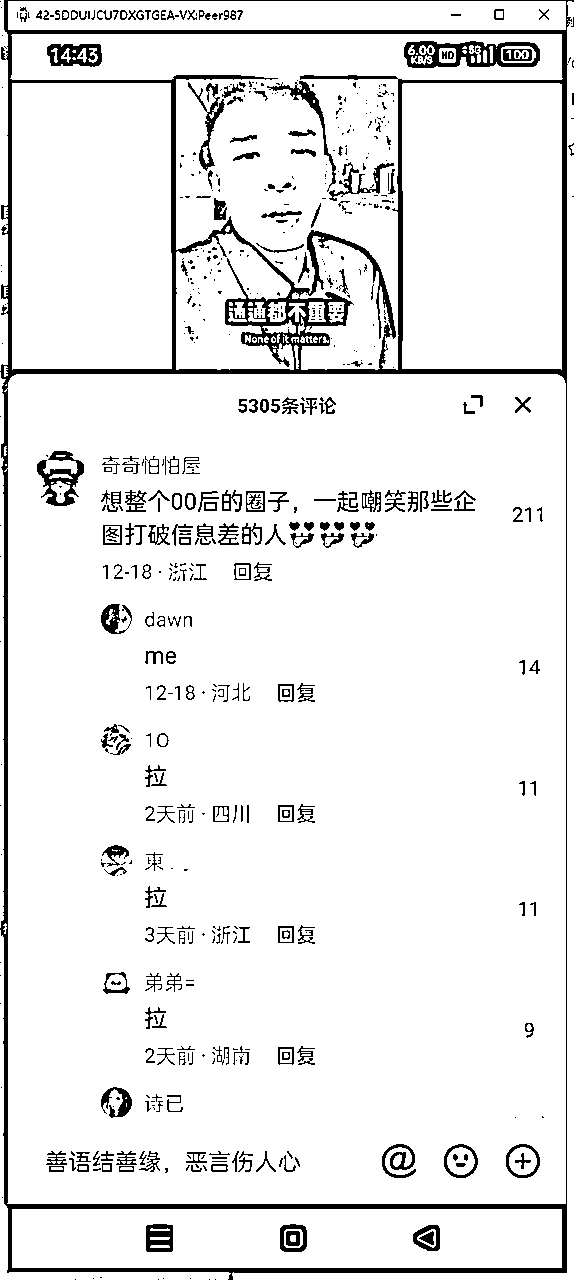 42-5DDUIJCU7DXGTGEA-VX:Peer987
14:43
6.00 KB/S HD 5G 100
通通都不重要
None of it matters.
5305条评论
奇奇怕怕屋
想整个00后的圈子，一起嘲笑那些企
图打破信息差的人
211
12-18 · 浙江 回复
dawn
me
14
12-18 · 河北 回复
10
拉
11
2天前 · 四川 回复
東. .
拉
11
3天前 · 浙江 回复
弟弟=
拉
9
2天前 · 湖南 回复
诗已
善语结善缘，恶言伤人心